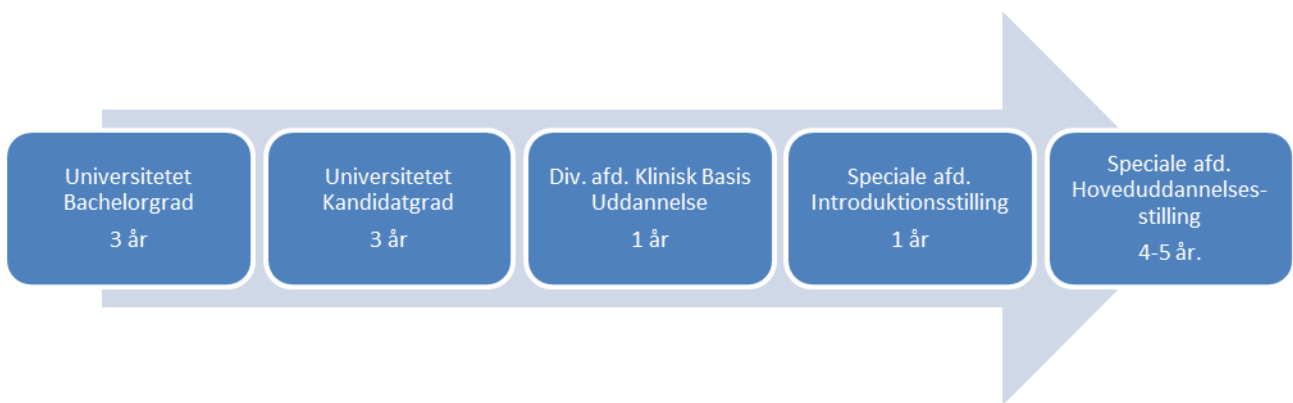 Universitetet
Bachelorgrad
3 år
Universitetet
Kandidatgrad
3 år
Div. afd. Klinisk Basis
Uddannelse
1 år
Speciale afd.
Introduktionsstilling
1 år
Speciale afd.
Hoveduddannelses-
stilling
4-5 år.